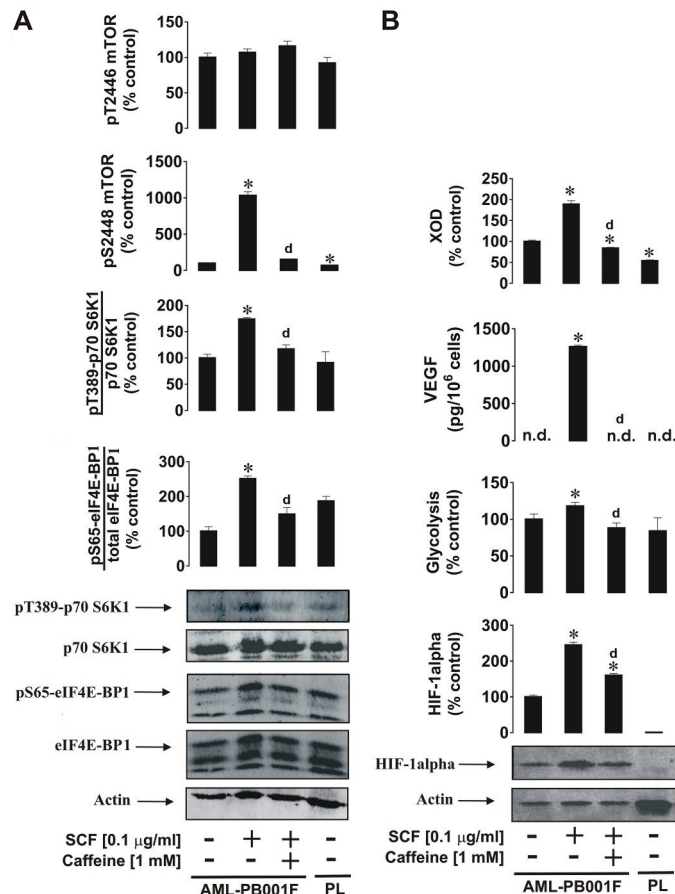 A
pT2446 mTOR
(% control)
150
100
50
0
pS2448 mTOR
(% control)
1500
1000
500
0
*
d
*
pT389-p70 S6K1
p70 S6K1
(% control)
200
150
100
50
0
*
d
pS65-eIF4E-BP1
total eIF4E-BP1
(% control)
300
200
100
0
*
d
pT389-p70 S6K1
p70 S6K1
pS65-eIF4E-BP1
eIF4E-BP1
Actin
SCF [0.1 µg/ml] - + + -
Caffeine [1 mM] - - + -
AML-PB001F PL
B
XOD
(% control)
250
200
150
100
50
0
*
d
*
*
VEGF
(pg/10⁶ cells)
1500
1000
500
0
n.d.
*
d
n.d.
n.d.
Glycolysis
(% control)
150
100
50
0
*
d
HIF-1alpha
(% control)
300
200
100
0
*
d
*
HIF-1alpha
Actin
SCF [0.1 µg/ml] - + + -
Caffeine [1 mM] - - + -
AML-PB001F PL